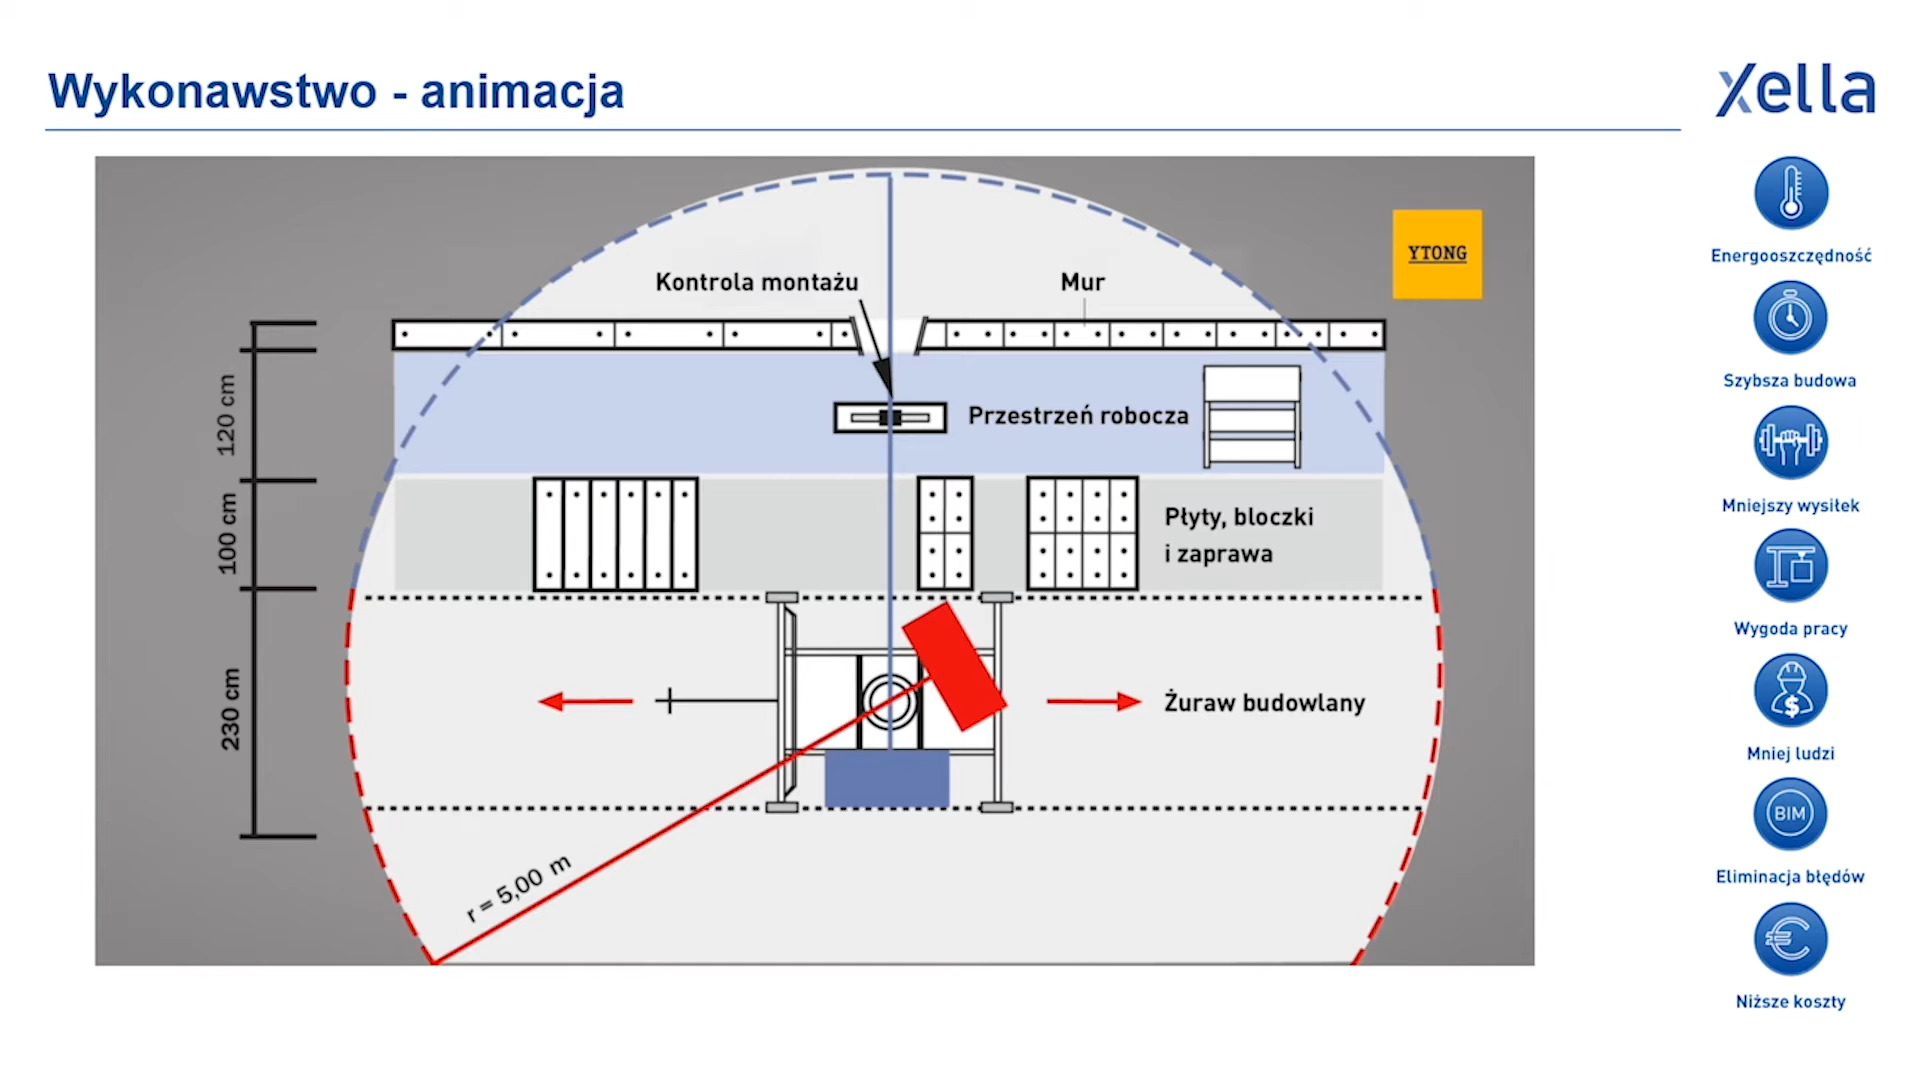 Wykonawstwo - animacja
xella
YTONG
Kontrola montażu
Mur
120 cm
Przestrzeń robocza
100 cm
Płyty, bloczki
i zaprawa
230 cm
Żuraw budowlany
r = 5,00 m
Energooszczędność
Szybsza budowa
Mniejszy wysiłek
Wygoda pracy
$
Mniej ludzi
BIM
Eliminacja błędów
€
Niższe koszty